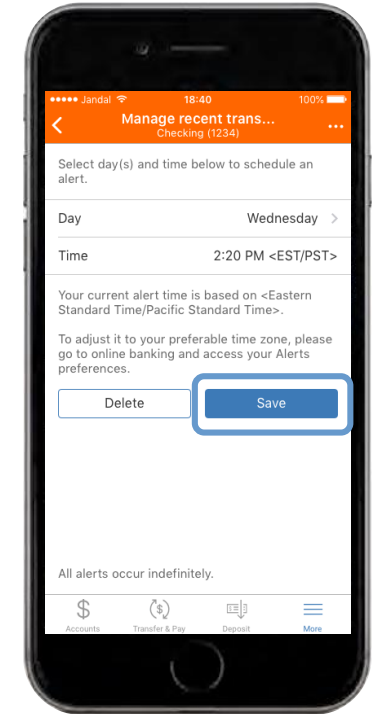 Jandal 18:40 100%
Manage recent trans...
Checking (1234)
Select day(s) and time below to schedule an
alert.
Day Wednesday
Time 2:20 PM <EST/PST>
Your current alert time is based on <Eastern
Standard Time/Pacific Standard Time>.
To adjust it to your preferable time zone, please
go to online banking and access your Alerts
preferences.
Delete Save
All alerts occur indefinitely.
Accounts Transfer & Pay Deposit More